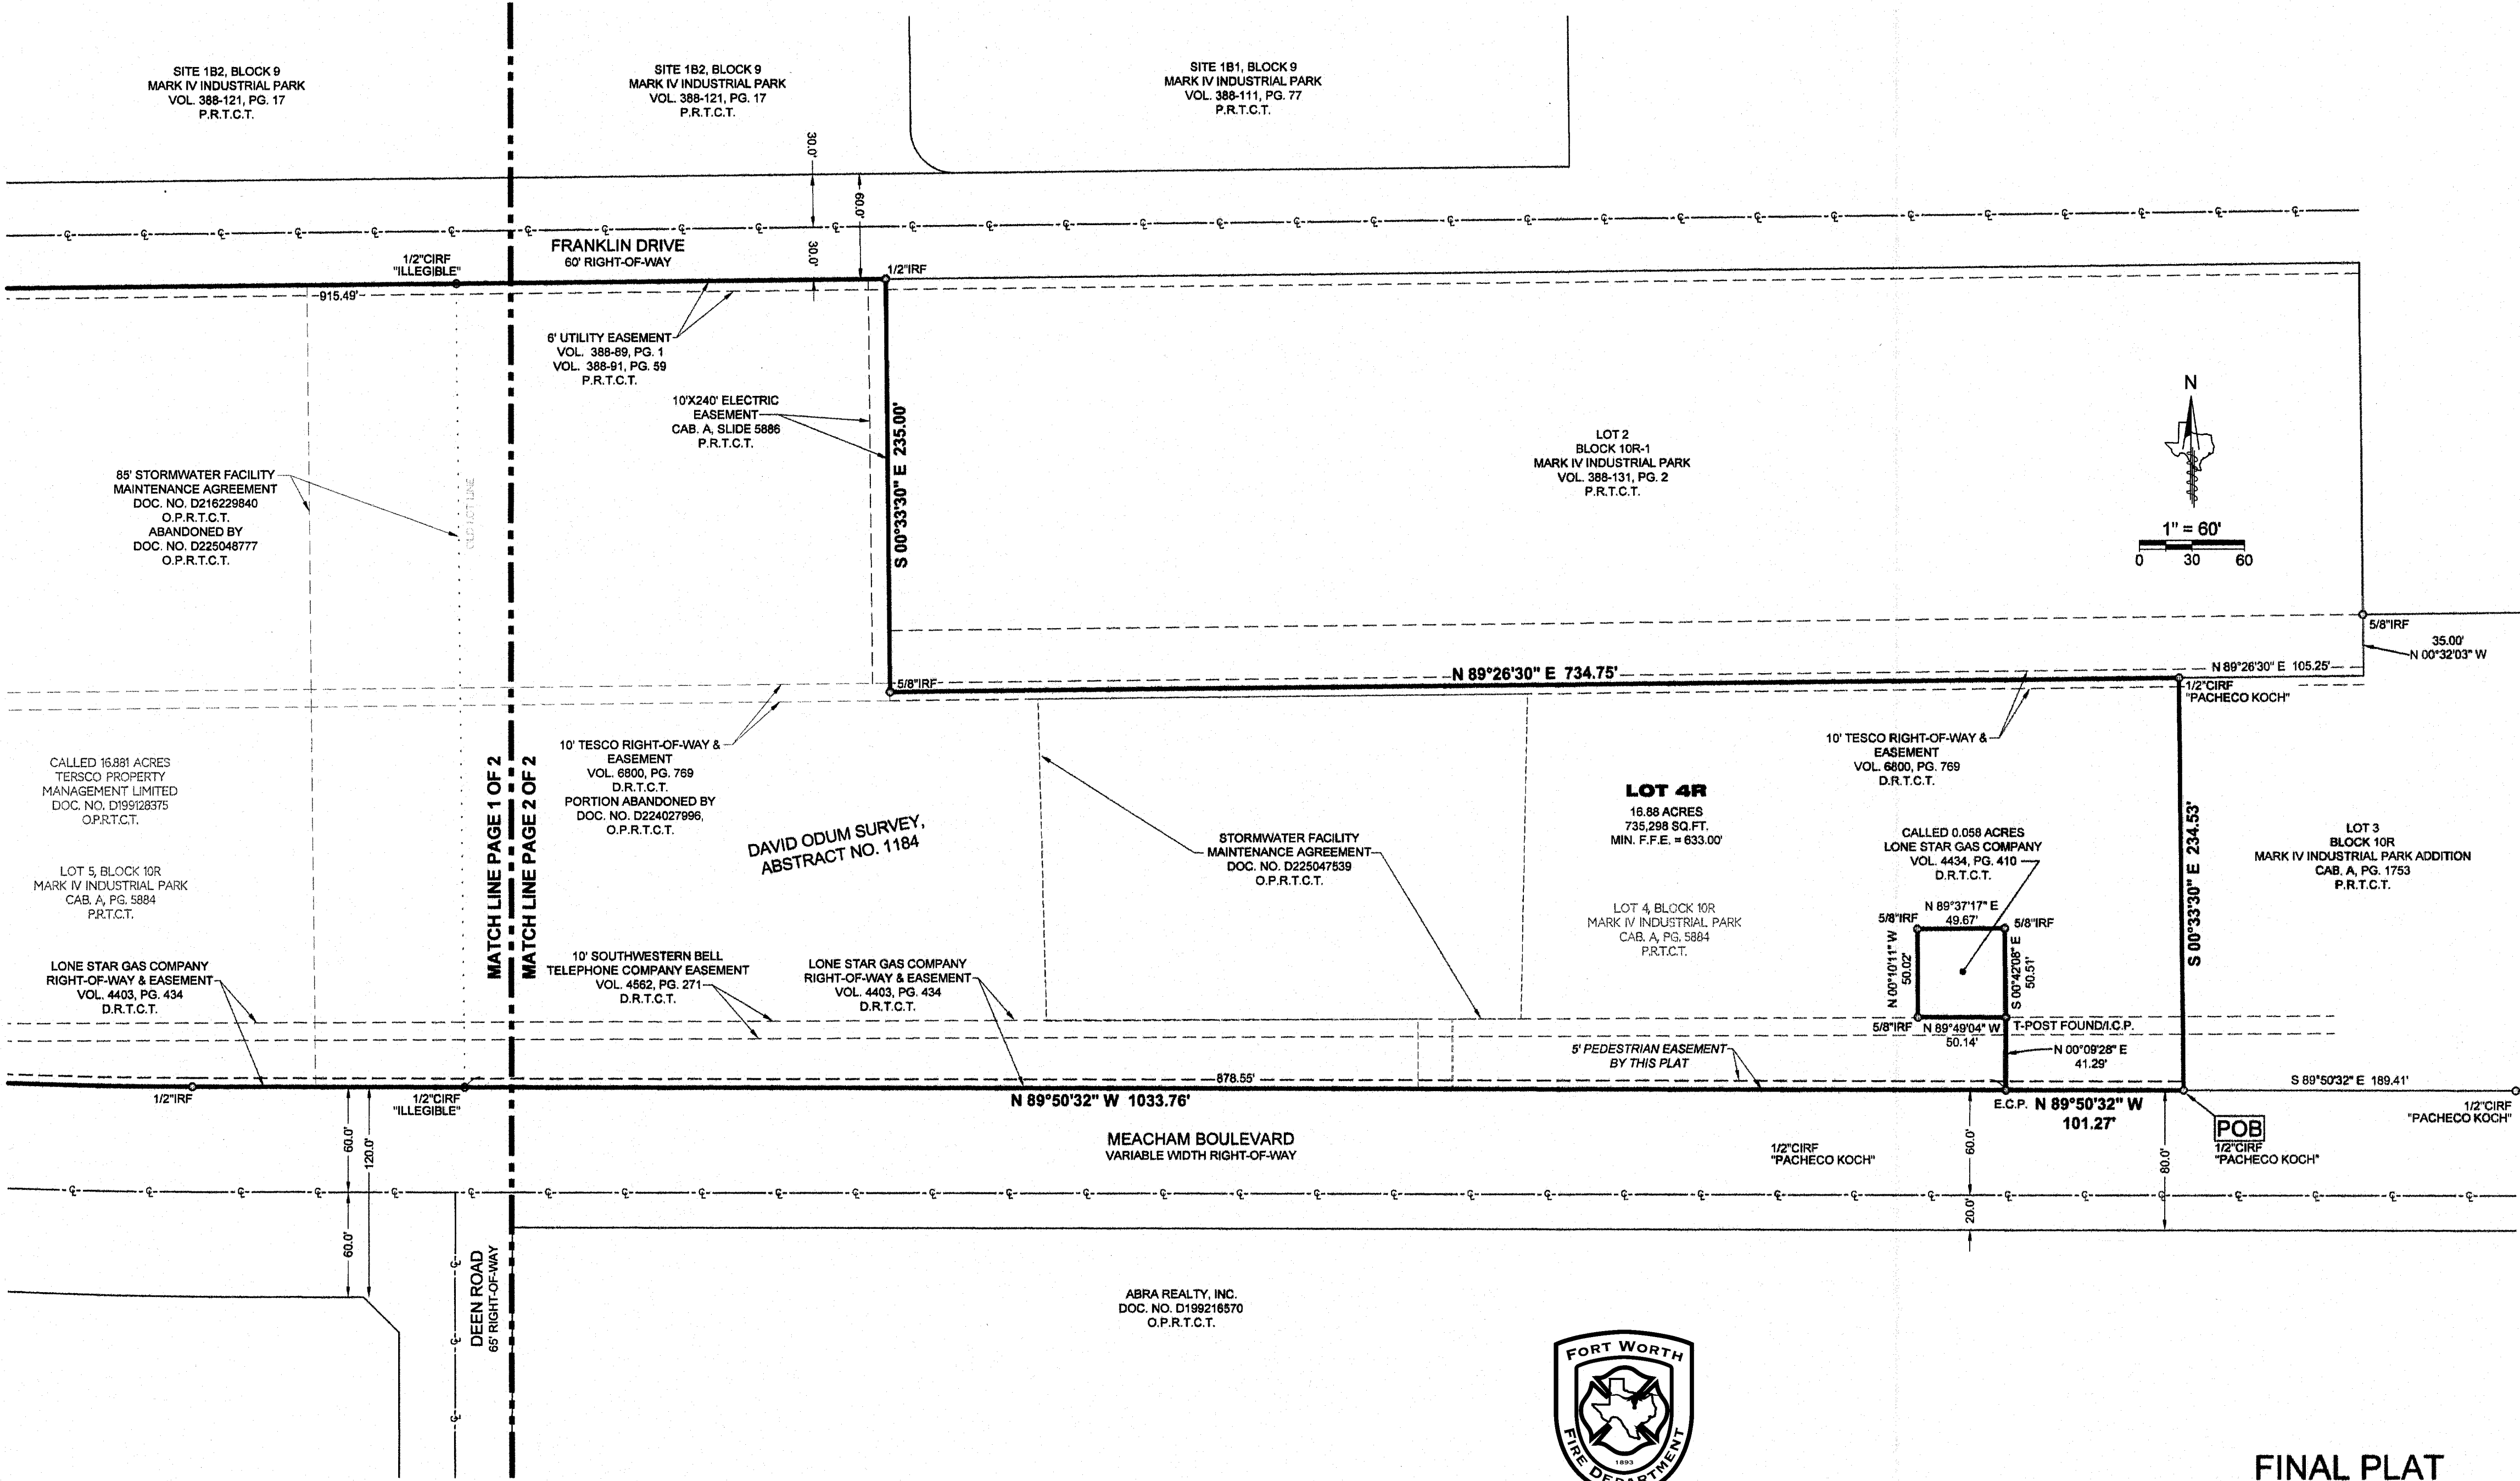 SITE 1B2, BLOCK 9
MARK IV INDUSTRIAL PARK
VOL. 388-121, PG. 17
P.R.T.C.T.
SITE 1B2, BLOCK 9
MARK IV INDUSTRIAL PARK
VOL. 388-121, PG. 17
P.R.T.C.T.
SITE 1B1, BLOCK 9
MARK IV INDUSTRIAL PARK
VOL. 388-111, PG. 77
P.R.T.C.T.
30.0'
60.0'
30.0'
FRANKLIN DRIVE
60' RIGHT-OF-WAY
1/2"CIRF
"ILLEGIBLE"
915.49'
1/2"IRF
6' UTILITY EASEMENT
VOL. 388-89, PG. 1
VOL. 388-91, PG. 59
P.R.T.C.T.
10'X240' ELECTRIC
EASEMENT
CAB. A, SLIDE 5886
P.R.T.C.T.
S 00°33'30" E 235.00'
85' STORMWATER FACILITY
MAINTENANCE AGREEMENT
DOC. NO. D216229840
O.P.R.T.C.T.
ABANDONED BY
DOC. NO. D225048777
O.P.R.T.C.T.
OLD LOT LINE
LOT 2
BLOCK 10R-1
MARK IV INDUSTRIAL PARK
VOL. 388-131, PG. 2
P.R.T.C.T.
N
1" = 60'
0 30 60
5/8"IRF
35.00'
N 00°32'03" W
N 89°26'30" E 105.25'
5/8"IRF
N 89°26'30" E 734.75'
1/2"CIRF
"PACHECO KOCH"
10' TESCO RIGHT-OF-WAY &
EASEMENT
VOL. 6800, PG. 769
D.R.T.C.T.
PORTION ABANDONED BY
DOC. NO. D224027996,
O.P.R.T.C.T.
10' TESCO RIGHT-OF-WAY &
EASEMENT
VOL. 6800, PG. 769
D.R.T.C.T.
CALLED 16.881 ACRES
TERSCO PROPERTY
MANAGEMENT LIMITED
DOC. NO. D199128375
O.P.R.T.C.T.
MATCH LINE PAGE 1 OF 2
MATCH LINE PAGE 2 OF 2
DAVID ODUM SURVEY,
ABSTRACT NO. 1184
LOT 4R
16.88 ACRES
735,298 SQ.FT.
MIN. F.F.E. = 633.00'
STORMWATER FACILITY
MAINTENANCE AGREEMENT
DOC. NO. D225047539
O.P.R.T.C.T.
CALLED 0.058 ACRES
LONE STAR GAS COMPANY
VOL. 4434, PG. 410
D.R.T.C.T.
S 00°33'30" E 234.53'
LOT 3
BLOCK 10R
MARK IV INDUSTRIAL PARK ADDITION
CAB. A, PG. 1753
P.R.T.C.T.
LOT 5, BLOCK 10R
MARK IV INDUSTRIAL PARK
CAB. A, PG. 5884
P.R.T.C.T.
LOT 4, BLOCK 10R
MARK IV INDUSTRIAL PARK
CAB. A, PG. 5884
P.R.T.C.T.
N 89°37'17" E
49.67'
5/8"IRF
5/8"IRF
N 00°10'11" W
50.02'
S 00°42'08" E
50.51'
5/8"IRF
N 89°49'04" W
50.14'
T-POST FOUND/I.C.P.
N 00°09'28" E
41.29'
LONE STAR GAS COMPANY
RIGHT-OF-WAY & EASEMENT
VOL. 4403, PG. 434
D.R.T.C.T.
10' SOUTHWESTERN BELL
TELEPHONE COMPANY EASEMENT
VOL. 4562, PG. 271
D.R.T.C.T.
LONE STAR GAS COMPANY
RIGHT-OF-WAY & EASEMENT
VOL. 4403, PG. 434
D.R.T.C.T.
5' PEDESTRIAN EASEMENT
BY THIS PLAT
1/2"IRF
1/2"CIRF
"ILLEGIBLE"
878.55'
N 89°50'32" W 1033.76'
E.C.P.
N 89°50'32" W
101.27'
S 89°50'32" E 189.41'
1/2"CIRF
"PACHECO KOCH"
POB
1/2"CIRF
"PACHECO KOCH"
1/2"CIRF
"PACHECO KOCH"
MEACHAM BOULEVARD
VARIABLE WIDTH RIGHT-OF-WAY
60.0'
120.0'
60.0'
60.0'
80.0'
20.0'
DEEN ROAD
65' RIGHT-OF-WAY
ABRA REALTY, INC.
DOC. NO. D199216570
O.P.R.T.C.T.
FORT WORTH
1893
FIRE DEPARTMENT
FINAL PLAT